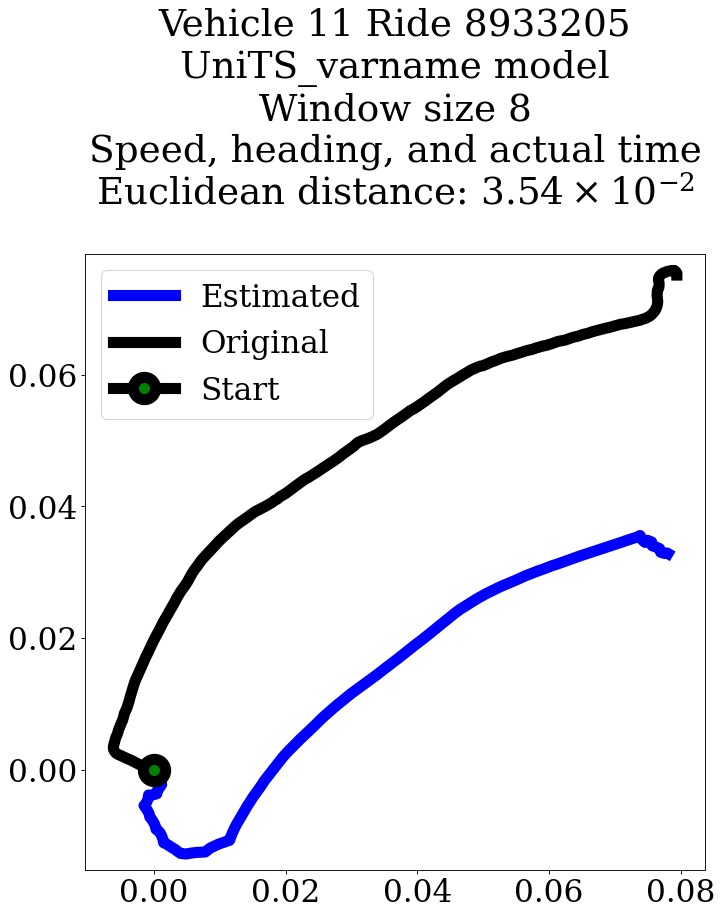 Vehicle 11 Ride 8933205
UniTS_varname model
Window size 8
Speed, heading, and actual time
Euclidean distance: 3.54 × 10⁻²
Estimated
Original
Start
0.06
0.04
0.02
0.00
0.00 0.02 0.04 0.06 0.08